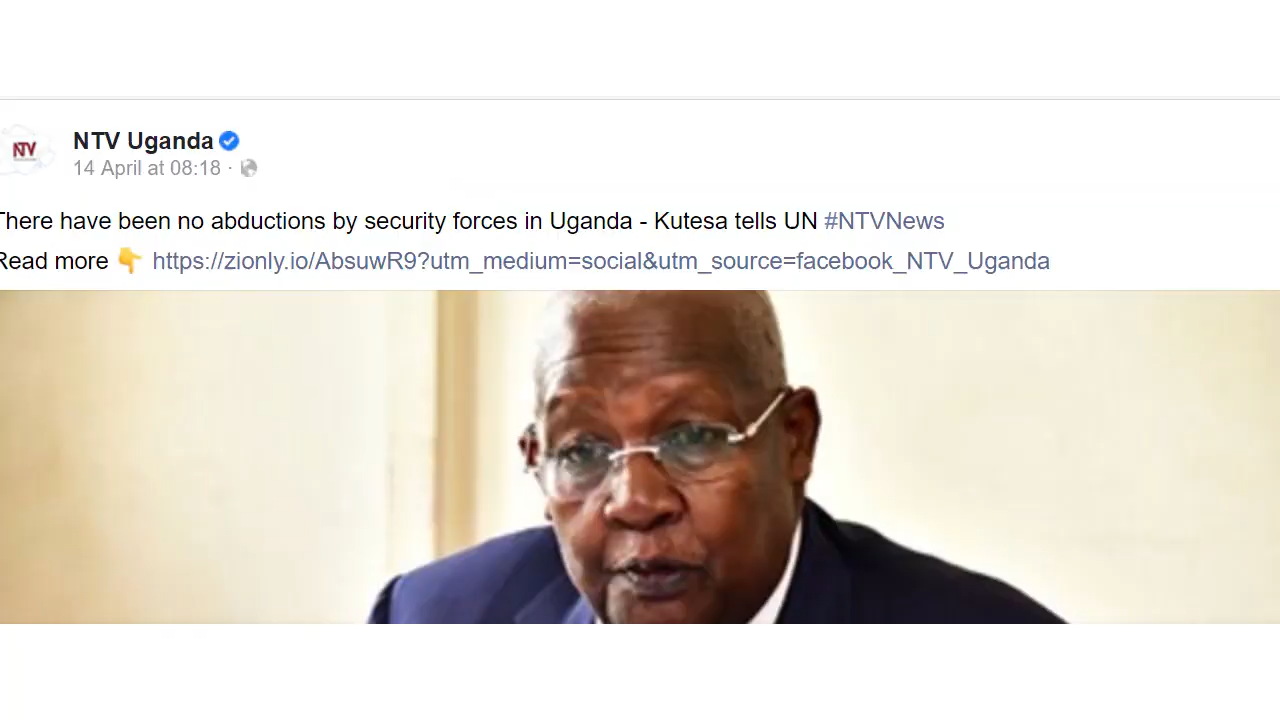 NTV
NTV Uganda
14 April at 08:18 ·
There have been no abductions by security forces in Uganda - Kutesa tells UN #NTVNews
Read more 👇 https://zionly.io/AbsuwR9?utm_medium=social&utm_source=facebook_NTV_Uganda